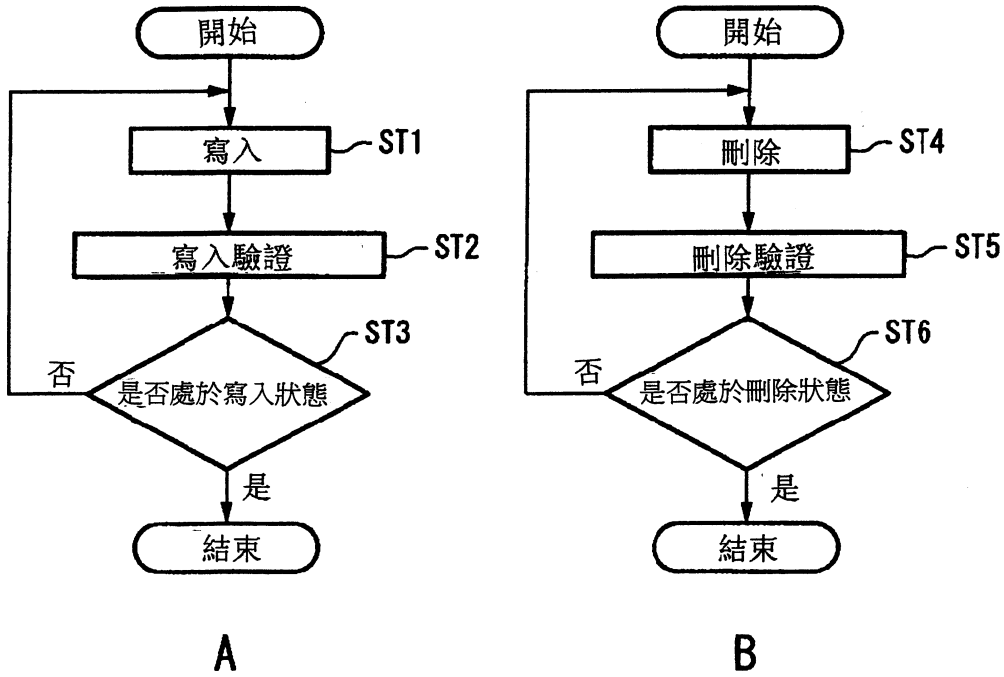 開始
寫入
ST1
寫入驗證
ST2
ST3
是否處於寫入狀態
否
是
結束
A
開始
刪除
ST4
刪除驗證
ST5
ST6
是否處於刪除狀態
否
是
結束
B